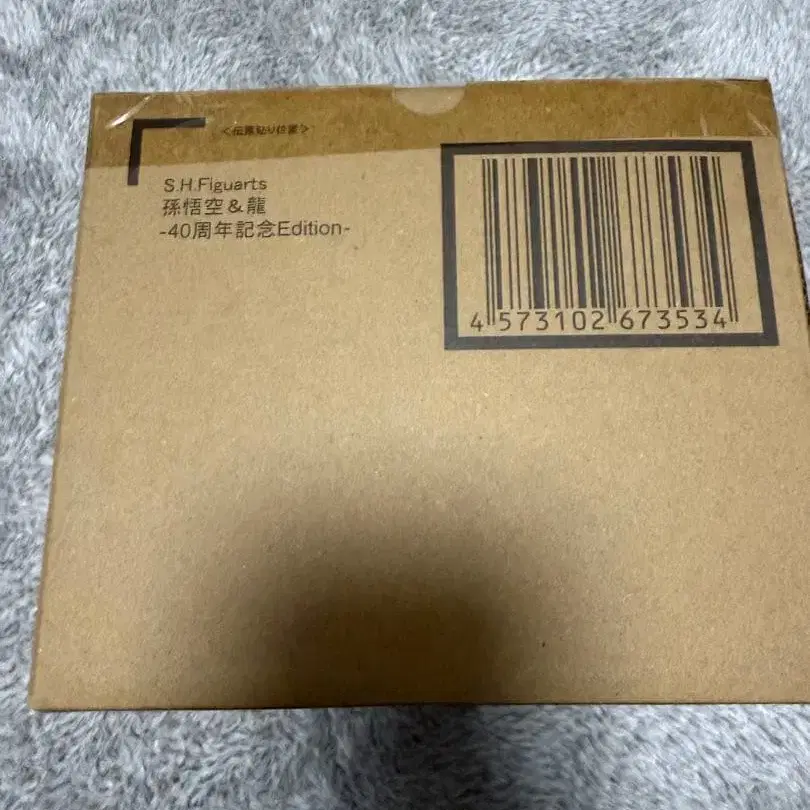 <伝票貼り位置>
S.H.Figuarts
孫悟空&龍
-40周年記念Edition-
4 573102 673534